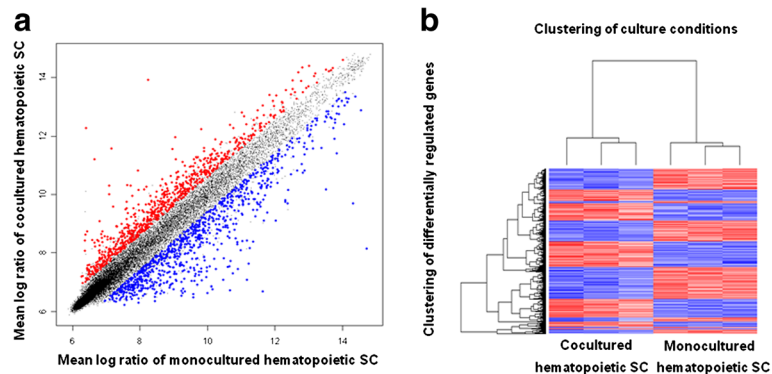 a
Mean log ratio of cocultured hematopoietic SC
14
12
10
8
6
6 8 10 12 14
Mean log ratio of monocultured hematopoietic SC
b
Clustering of culture conditions
Clustering of differentially regulated genes
Cocultured Monocultured
hematopoietic SC hematopoietic SC